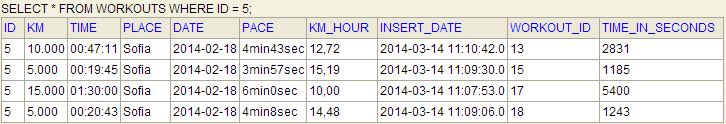 SELECT * FROM WORKOUTS WHERE ID = 5;
ID KM TIME PLACE DATE PACE KM_HOUR INSERT_DATE WORKOUT_ID TIME_IN_SECONDS
5 10.000 00:47:11 Sofia 2014-02-18 4min43sec 12,72 2014-03-14 11:10:42.0 13 2831
5 5.000 00:19:45 Sofia 2014-02-18 3min57sec 15,19 2014-03-14 11:09:30.0 15 1185
5 15.000 01:30:00 Sofia 2014-02-18 6min0sec 10,00 2014-03-14 11:07:53.0 17 5400
5 5.000 00:20:43 Sofia 2014-02-18 4min8sec 14,48 2014-03-14 11:09:06.0 18 1243